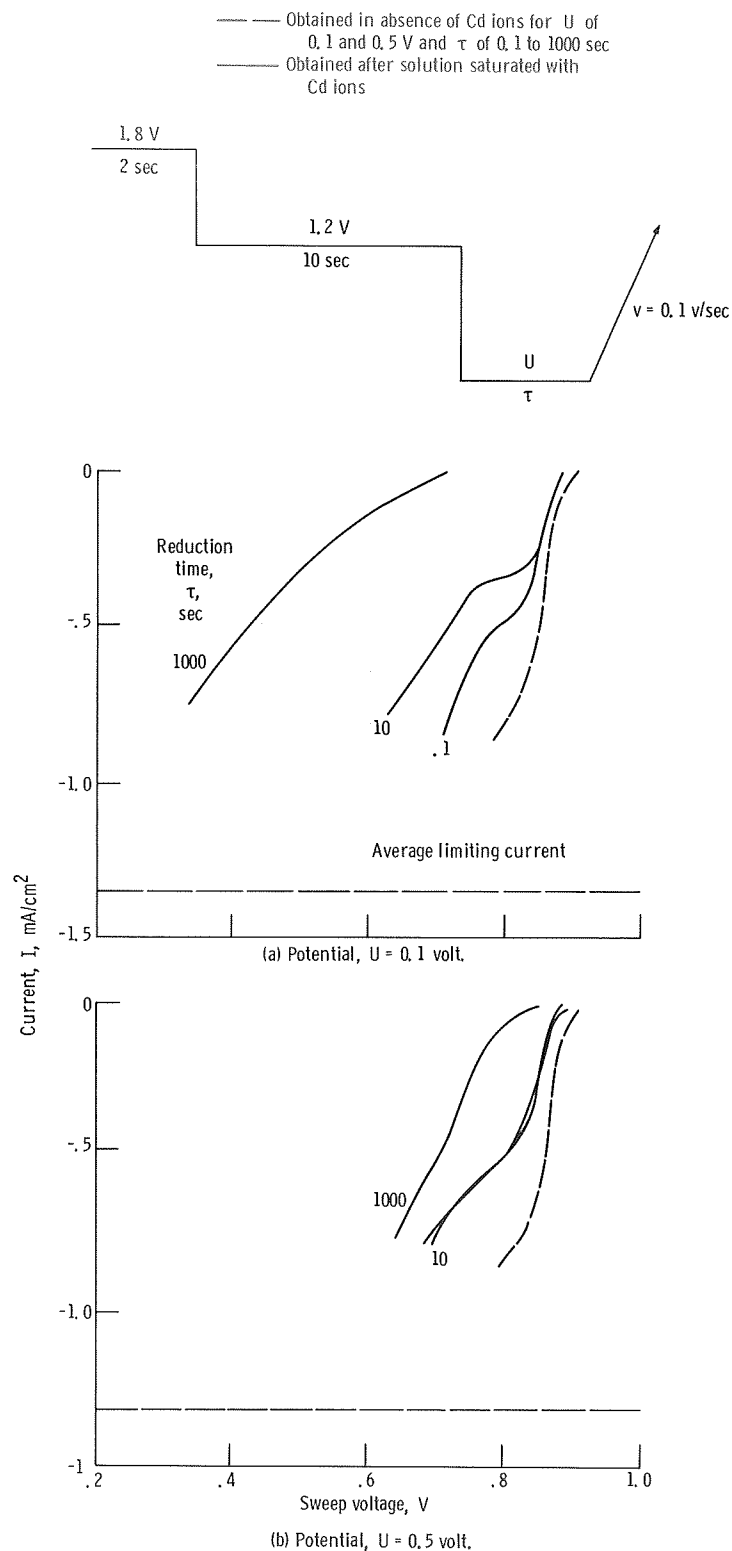 Obtained in absence of Cd ions for U of
0.1 and 0.5 V and τ of 0.1 to 1000 sec
Obtained after solution saturated with
Cd ions
1.8 V
2 sec
1.2 V
10 sec
U
τ
v = 0.1 v/sec
0
Reduction
time,
τ,
sec
-.5
1000
10
.1
-1.0
Average limiting current
-1.5
(a) Potential, U = 0.1 volt.
Current, I, mA/cm²
0
-.5
1000
10
-1.0
-1
.2 .4 .6 .8 1.0
Sweep voltage, V
(b) Potential, U = 0.5 volt.